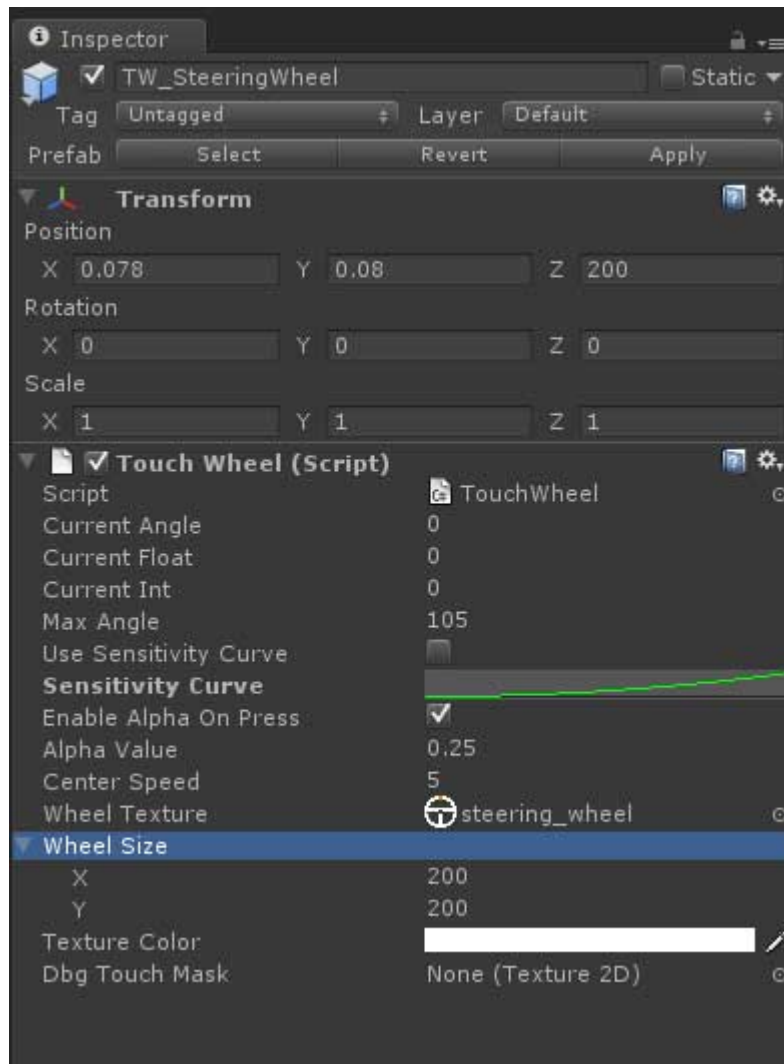 Inspector
TW_SteeringWheel Static
Tag Untagged Layer Default
Prefab Select Revert Apply
Transform
Position
X 0.078 Y 0.08 Z 200
Rotation
X 0 Y 0 Z 0
Scale
X 1 Y 1 Z 1
Touch Wheel (Script)
Script TouchWheel
Current Angle 0
Current Float 0
Current Int 0
Max Angle 105
Use Sensitivity Curve
Sensitivity Curve
Enable Alpha On Press
Alpha Value 0.25
Center Speed 5
Wheel Texture steering_wheel
Wheel Size
X 200
Y 200
Texture Color
Dbg Touch Mask None (Texture 2D)